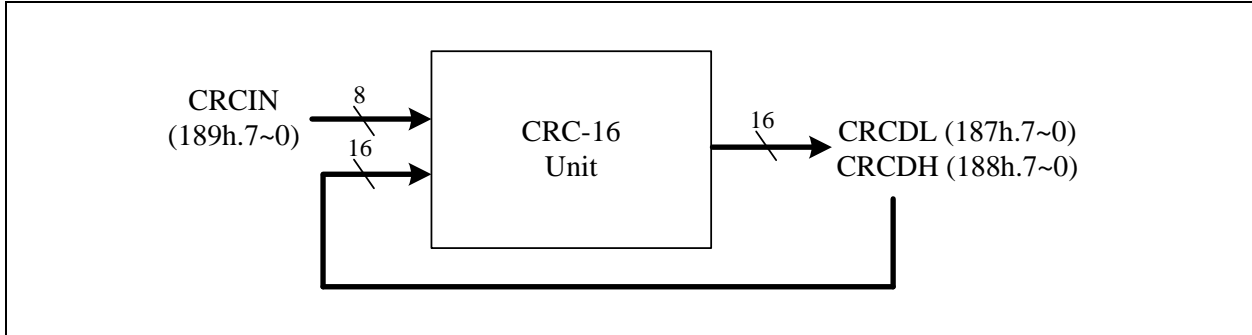 CRCIN
(189h.7~0)
8
16
CRC-16
Unit
16
CRCDL (187h.7~0)
CRCDH (188h.7~0)